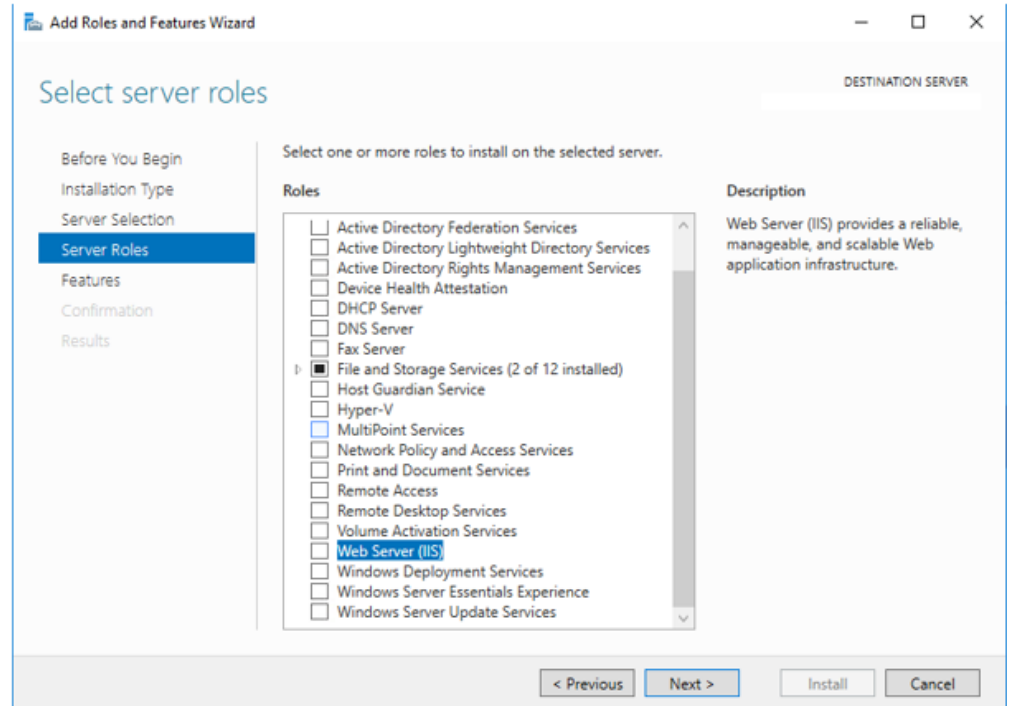 Add Roles and Features Wizard
Select server roles
DESTINATION SERVER
Before You Begin
Installation Type
Server Selection
Server Roles
Features
Confirmation
Results
Select one or more roles to install on the selected server.
Roles
Active Directory Federation Services
Active Directory Lightweight Directory Services
Active Directory Rights Management Services
Device Health Attestation
DHCP Server
DNS Server
Fax Server
File and Storage Services (2 of 12 installed)
Host Guardian Service
Hyper-V
MultiPoint Services
Network Policy and Access Services
Print and Document Services
Remote Access
Remote Desktop Services
Volume Activation Services
Web Server (IIS)
Windows Deployment Services
Windows Server Essentials Experience
Windows Server Update Services
Description
Web Server (IIS) provides a reliable,
manageable, and scalable Web
application infrastructure.
< Previous
Next >
Install
Cancel